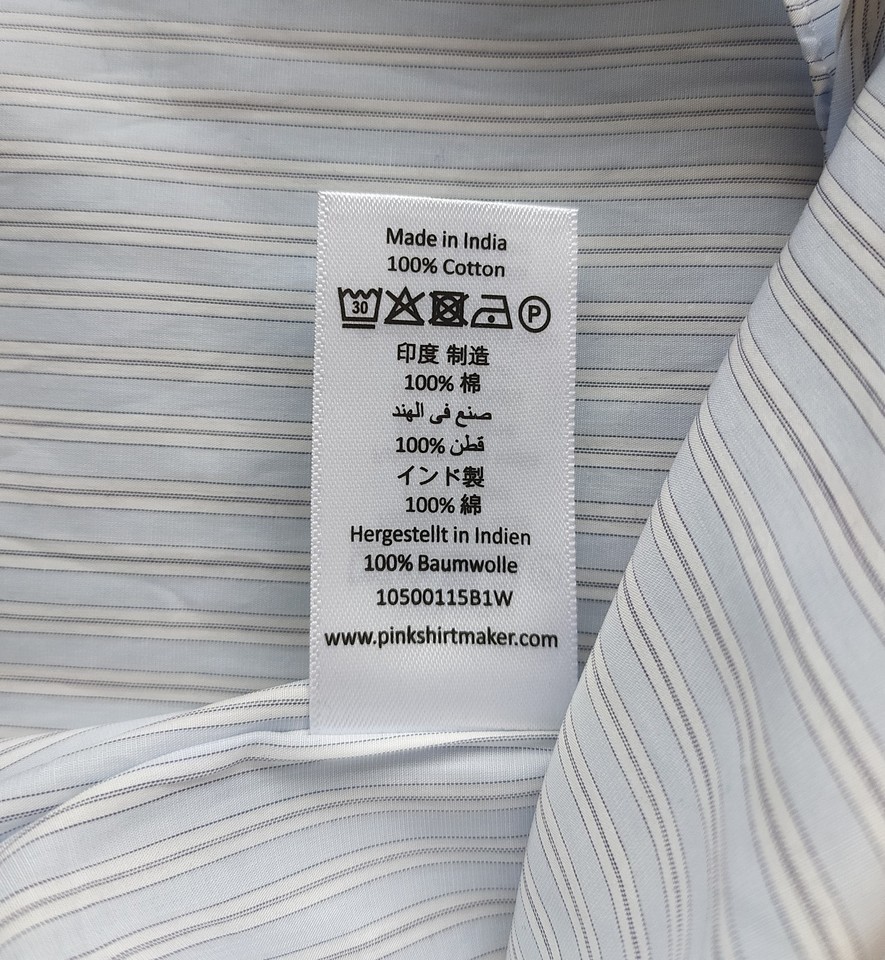 Made in India
100% Cotton
30 P
印度 制造
100% 棉
صنع فى الهند
100% قطن
インド製
100% 綿
Hergestellt in Indien
100% Baumwolle
10500115B1W
www.pinkshirtmaker.com